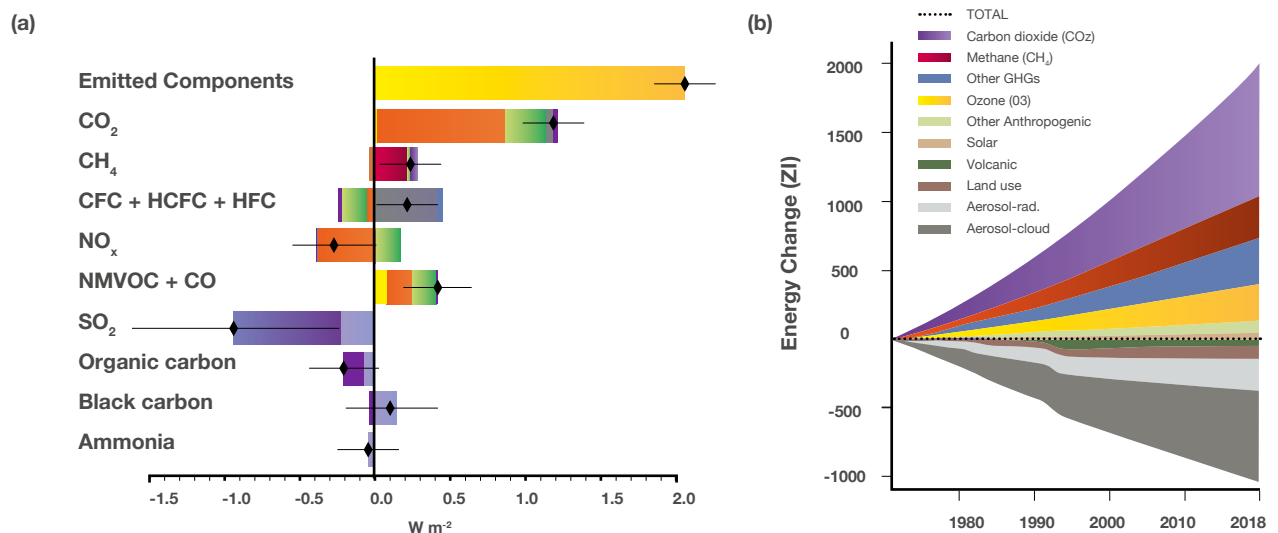 (a)
Emitted Components
CO2
CH4
CFC + HCFC + HFC
NOx
NMVOC + CO
SO2
Organic carbon
Black carbon
Ammonia
-1.5 -1.0 -0.5 0.0 0.5 1.0 1.5 2.0
W m-2
(b)
TOTAL
Carbon dioxide (COz)
Methane (CH4)
Other GHGs
Ozone (03)
Other Anthropogenic
Solar
Volcanic
Land use
Aerosol-rad.
Aerosol-cloud
Energy Change (ZI)
2000
1500
1000
500
0
-500
-1000
1980 1990 2000 2010 2018